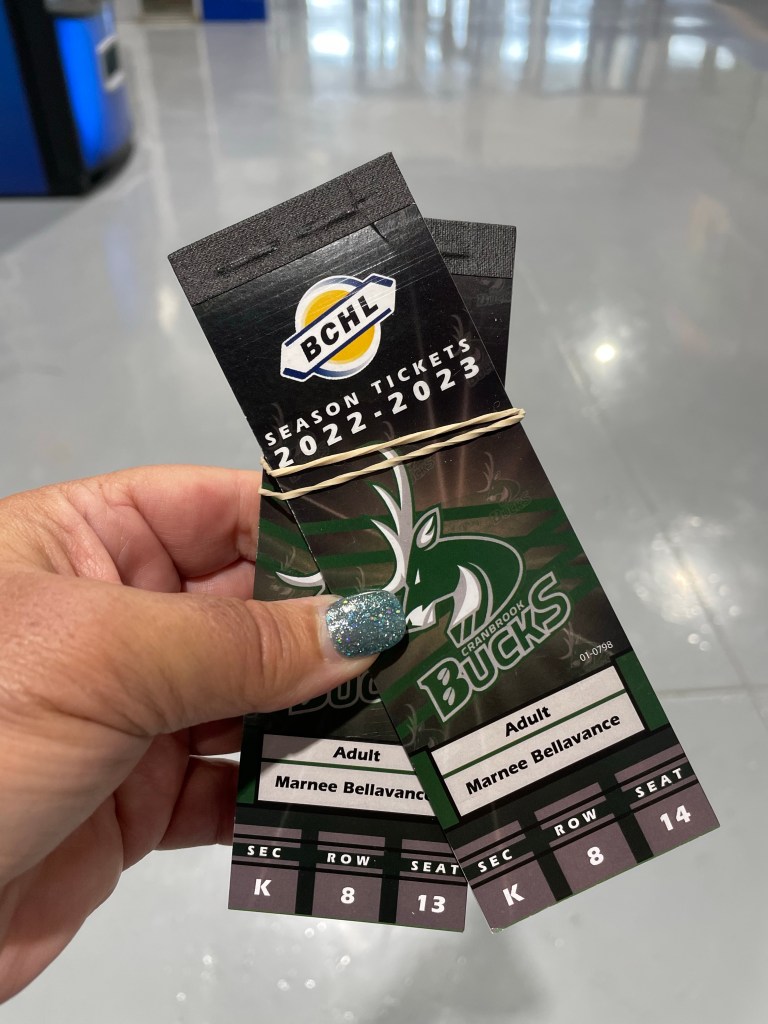 BCHL
SEASON TICKETS
2022-2023
CRANBROOK
BUCKS
01-0798
Adult
Marnee Bellavance
SEC ROW SEAT
K 8 14
Adult
Marnee Bellavance
SEC ROW SEAT
K 8 13